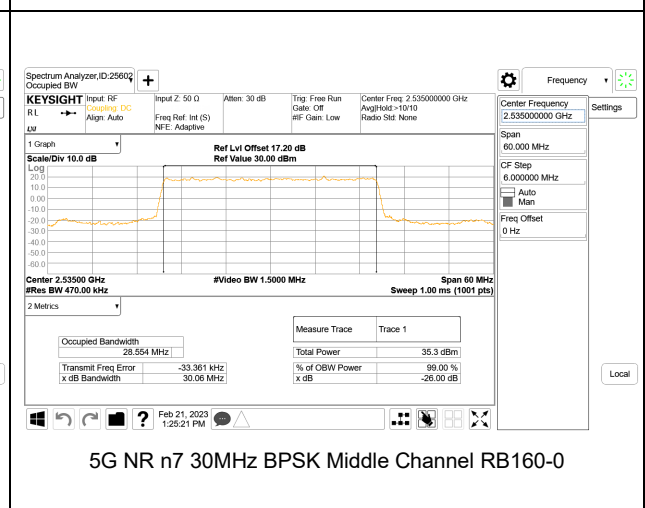 Spectrum Analyzer,ID:25602
Occupied BW
Frequency
KEYSIGHT Input: RF Input Z: 50 Ω Atten: 30 dB Trig: Free Run Center Freq: 2.535000000 GHz
RL Coupling: DC Gate: Off Avg|Hold:>10/10
Align: Auto Freq Ref: Int (S) #IF Gain: Low Radio Std: None
LXI NFE: Adaptive
Center Frequency
2.535000000 GHz
Settings
Span
60.000 MHz
CF Step
6.000000 MHz
Auto
Man
Freq Offset
0 Hz
1 Graph
Ref Lvl Offset 17.20 dB
Scale/Div 10.0 dB Ref Value 30.00 dBm
Log
20.0
10.0
0.00
-10.0
-20.0
-30.0
-40.0
-50.0
-60.0
Center 2.53500 GHz #Video BW 1.5000 MHz Span 60 MHz
#Res BW 470.00 kHz Sweep 1.00 ms (1001 pts)
2 Metrics
Measure Trace Trace 1
Occupied Bandwidth
28.554 MHz Total Power 35.3 dBm
Transmit Freq Error -33.361 kHz % of OBW Power 99.00 %
x dB Bandwidth 30.06 MHz x dB -26.00 dB
Local
? Feb 21, 2023
1:25:21 PM
5G NR n7 30MHz BPSK Middle Channel RB160-0